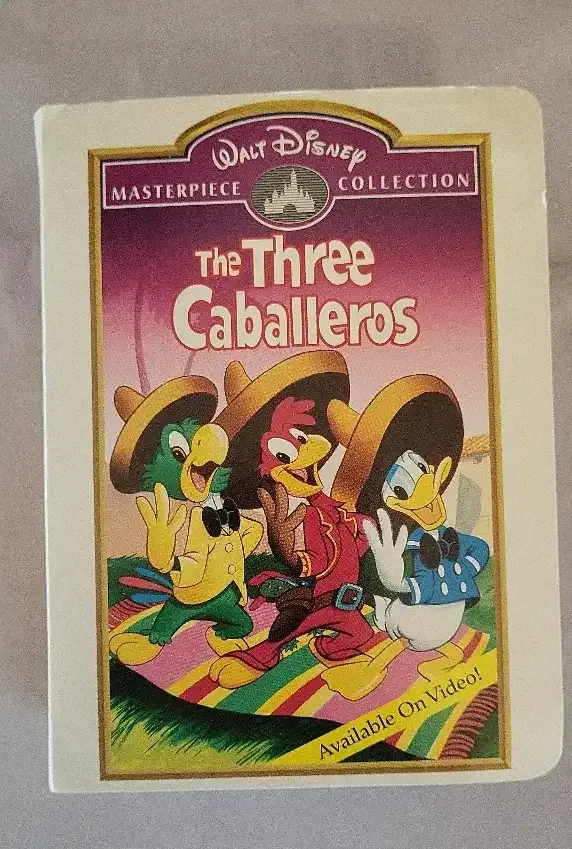 WALT DISNEY
MASTERPIECE COLLECTION
The Three
Caballeros
Available On Video!